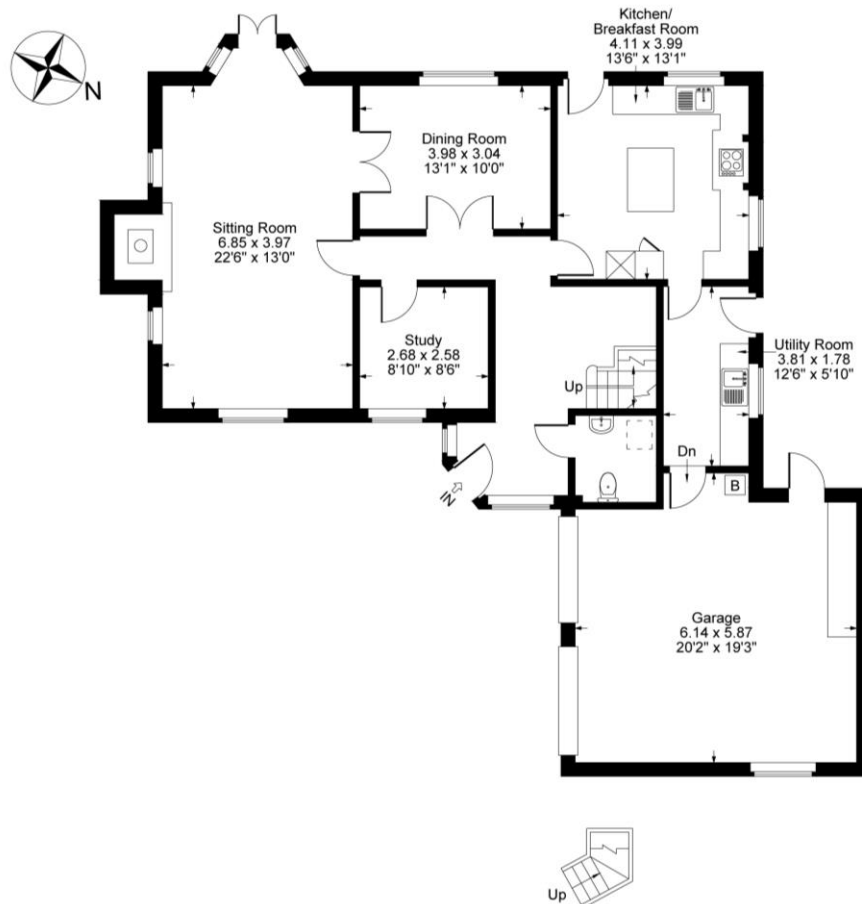 N
Kitchen/
Breakfast Room
4.11 x 3.99
13'6" x 13'1"
Dining Room
3.98 x 3.04
13'1" x 10'0"
Sitting Room
6.85 x 3.97
22'6" x 13'0"
Study
2.68 x 2.58
8'10" x 8'6"
Up
Utility Room
3.81 x 1.78
12'6" x 5'10"
Dn
B
IN
Garage
6.14 x 5.87
20'2" x 19'3"
Up